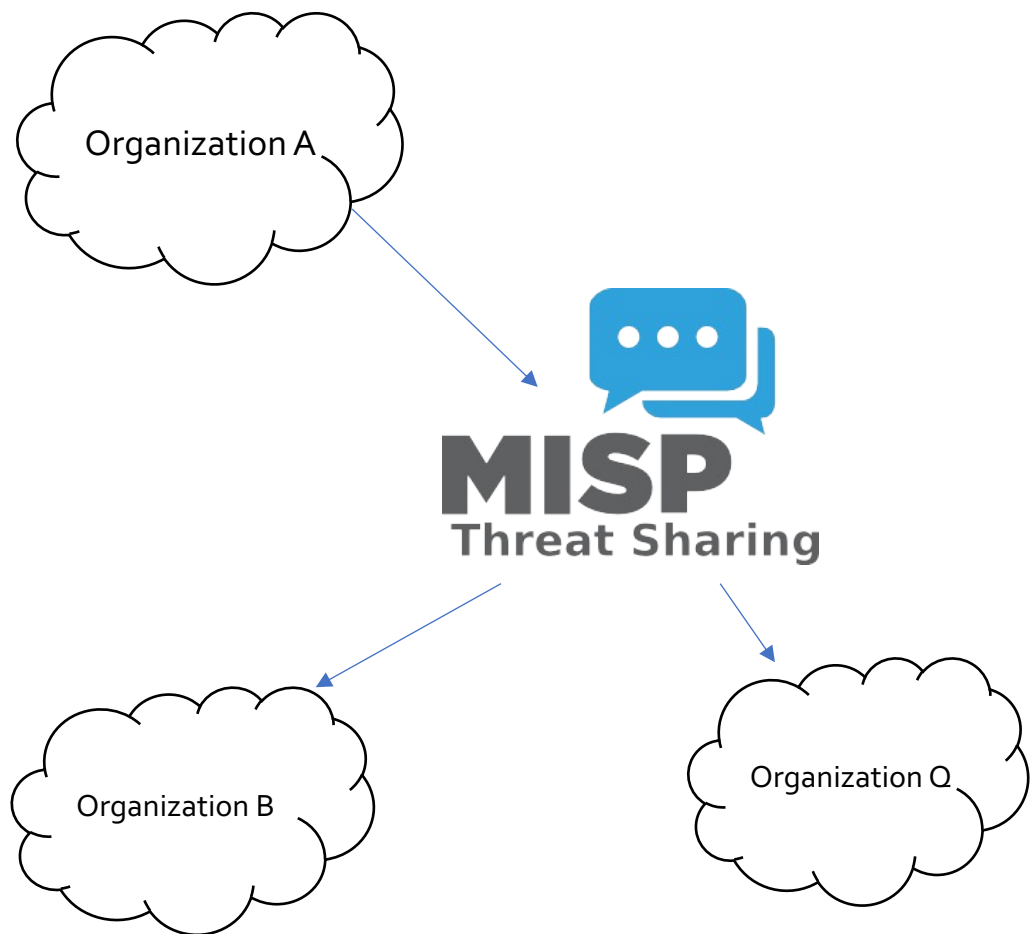 Organization A
MISP
Threat Sharing
Organization B
Organization Q